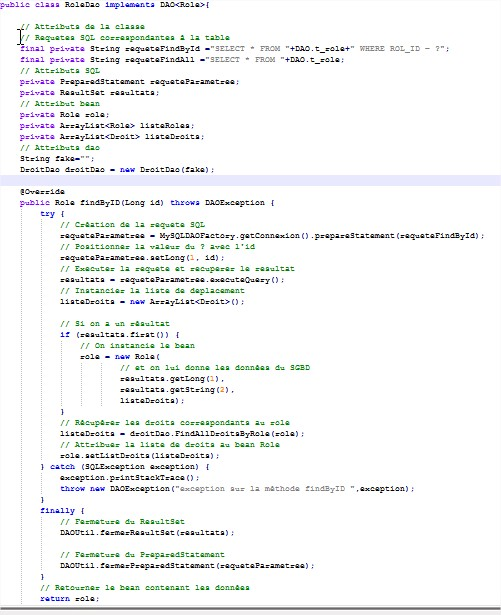 public class RoleDao implements DAO<Role>{
// Attributs de la classe
// Requetes SQL correspondantes à la table
final private String requeteFindById ="SELECT * FROM "+DAO.t_role+" WHERE ROL_ID = ?";
final private String requeteFindAll ="SELECT * FROM "+DAO.t_role;
// Attributs SQL
private PreparedStatement requeteParametree;
private ResultSet resultats;
// Attribut bean
private Role role;
private ArrayList<Role> listeRoles;
private ArrayList<Droit> listeDroits;
// Attributs dao
String fake="";
DroitDao droitDao = new DroitDao(fake);
@Override
public Role findByID(Long id) throws DAOException {
try {
// Création de la requete SQL
requeteParametree = MySQLDAOFactory.getConnexion().prepareStatement(requeteFindById);
// Positionner la valeur du ? avec l'id
requeteParametree.setLong(1, id);
// Executer la requete et recuperer le resultat
resultats = requeteParametree.executeQuery();
// Instancier la liste de deplacement
listeDroits = new ArrayList<Droit>();
// Si on a un résultat
if (resultats.first()) {
// On instancie le bean
role = new Role(
// et on lui donne les données du SGBD
resultats.getLong(1),
resultats.getString(2),
listeDroits);
}
// Récupérer les droits correspondants au role
listeDroits = droitDao.FindAllDroitsByRole(role);
// Attribuer la liste de droits au bean Role
role.setListDroits(listeDroits);
} catch (SQLException exception) {
exception.printStackTrace();
throw new DAOException("exception sur la méthode findByID ",exception);
}
finally {
// Fermeture du ResultSet
DAOUtil.fermerResultSet(resultats);
// Fermeture du PreparedStatement
DAOUtil.fermerPreparedStatement(requeteParametree);
}
// Retourner le bean contenant les données
return role;